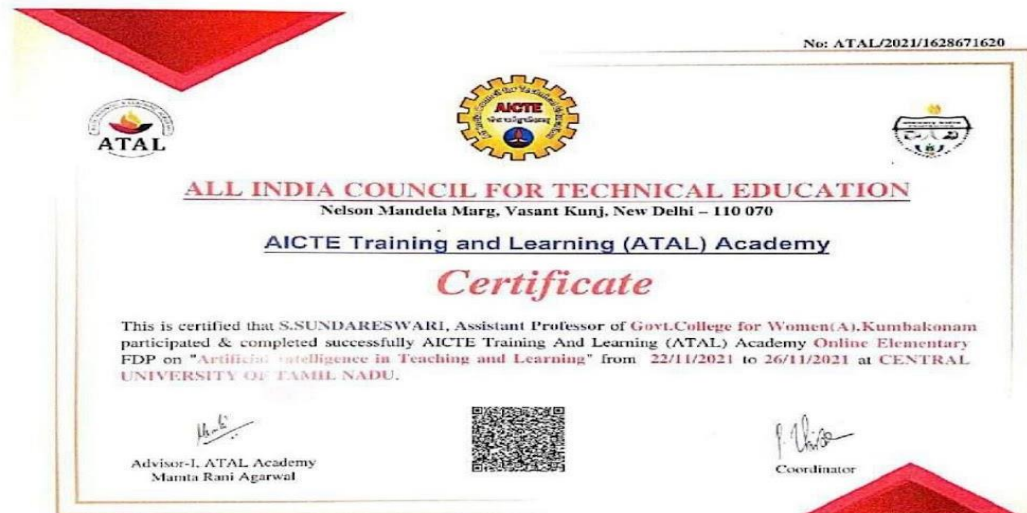 No: ATAL/2021/1628671620
ATAL
AICTE
ALL INDIA COUNCIL FOR TECHNICAL EDUCATION
Nelson Mandela Marg, Vasant Kunj, New Delhi – 110 070
AICTE Training and Learning (ATAL) Academy
Certificate
This is certified that S.SUNDARESWARI, Assistant Professor of Govt.College for Women(A).Kumbakonam
participated & completed successfully AICTE Training And Learning (ATAL) Academy Online Elementary
FDP on "Artificial Intelligence in Teaching and Learning" from 22/11/2021 to 26/11/2021 at CENTRAL
UNIVERSITY OF TAMIL NADU.
Advisor-I, ATAL Academy
Mamta Rani Agarwal
Coordinator